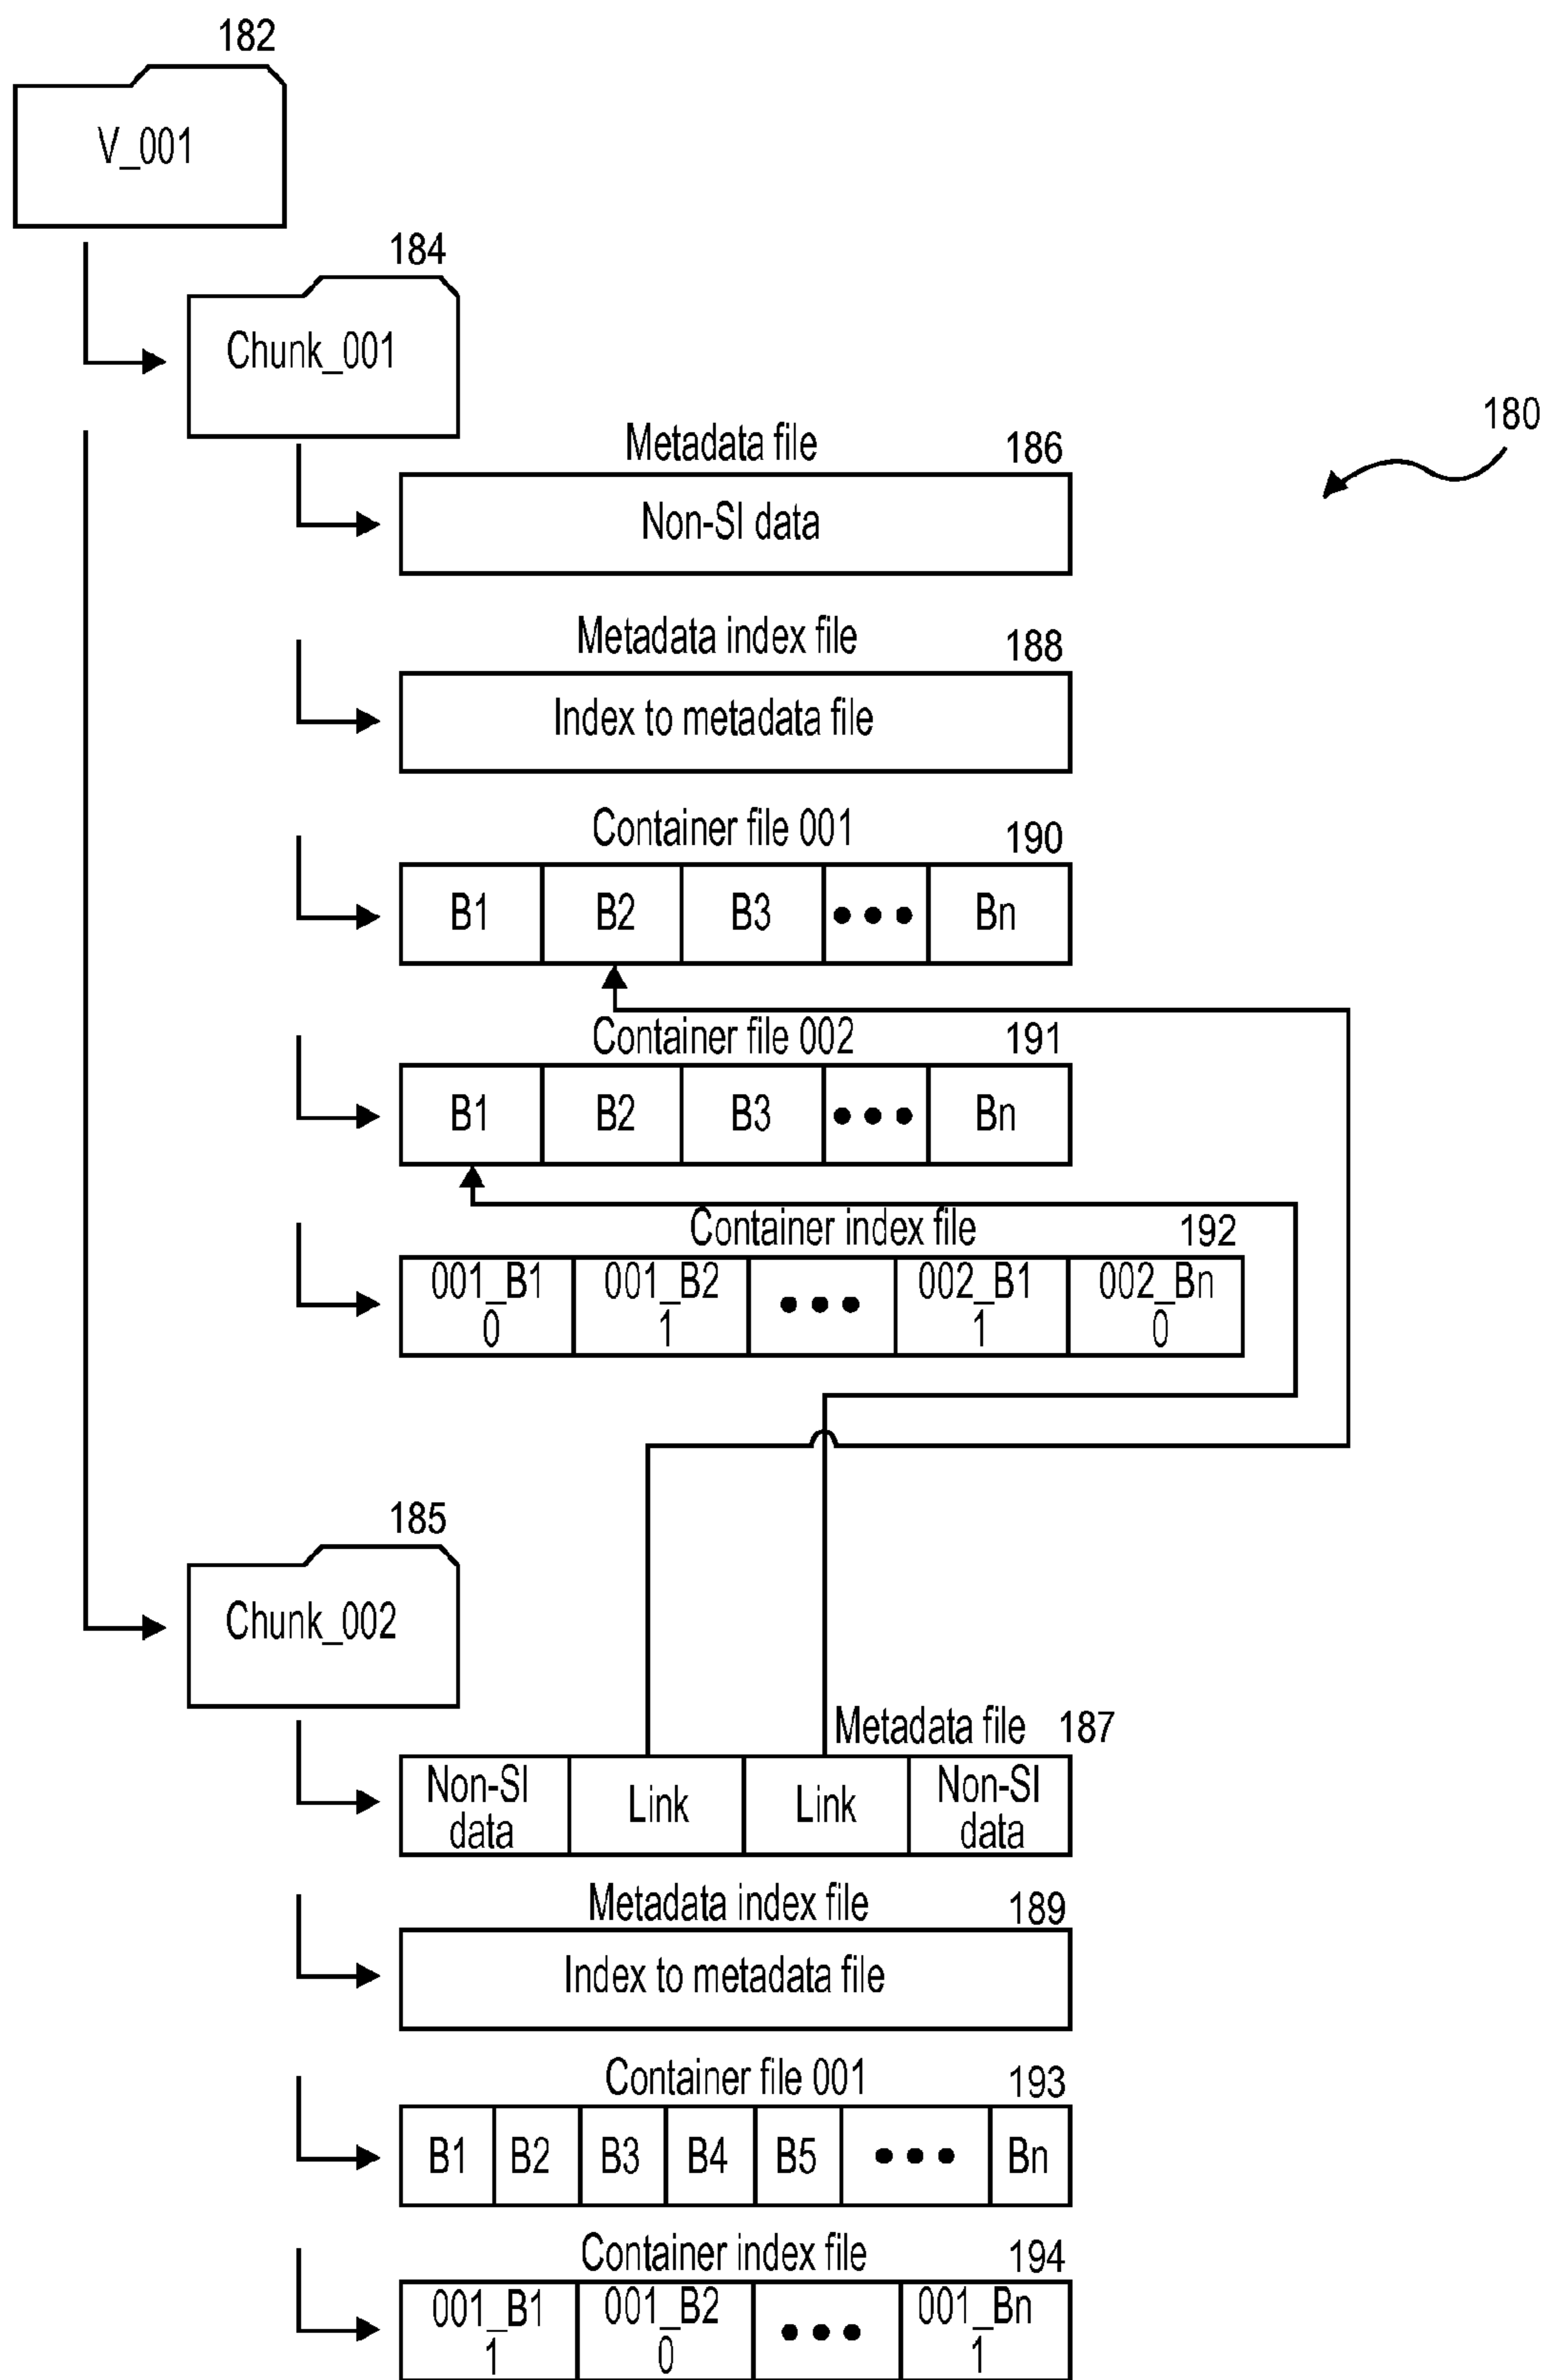 182
V_001
184
Chunk_001
180
Metadata file 186
Non-SI data
Metadata index file 188
Index to metadata file
Container file 001 190
B1 B2 B3 ••• Bn
Container file 002 191
B1 B2 B3 ••• Bn
Container index file 192
001_B1 001_B2 ••• 002_B1 002_Bn
0 1 1 0
185
Chunk_002
Metadata file 187
Non-SI data Link Link Non-SI data
Metadata index file 189
Index to metadata file
Container file 001 193
B1 B2 B3 B4 B5 ••• Bn
Container index file 194
001_B1 001_B2 ••• 001_Bn
1 0 1